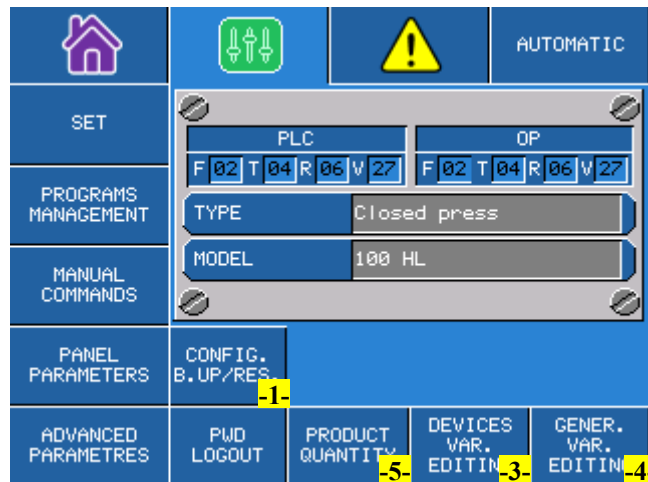 AUTOMATIC
SET
PLC
OP
F 02 T 04 R 06 V 27
F 02 T 04 R 06 V 27
PROGRAMS
MANAGEMENT
TYPE
Closed press
MODEL
100 HL
MANUAL
COMMANDS
PANEL
PARAMETERS
CONFIG.
B.UP/RES.
-1-
ADVANCED
PARAMETRES
PWD
LOGOUT
PRODUCT
QUANTITY
-5-
DEVICES
VAR.
EDITIN
-3-
GENER.
VAR.
EDITIN
-4-